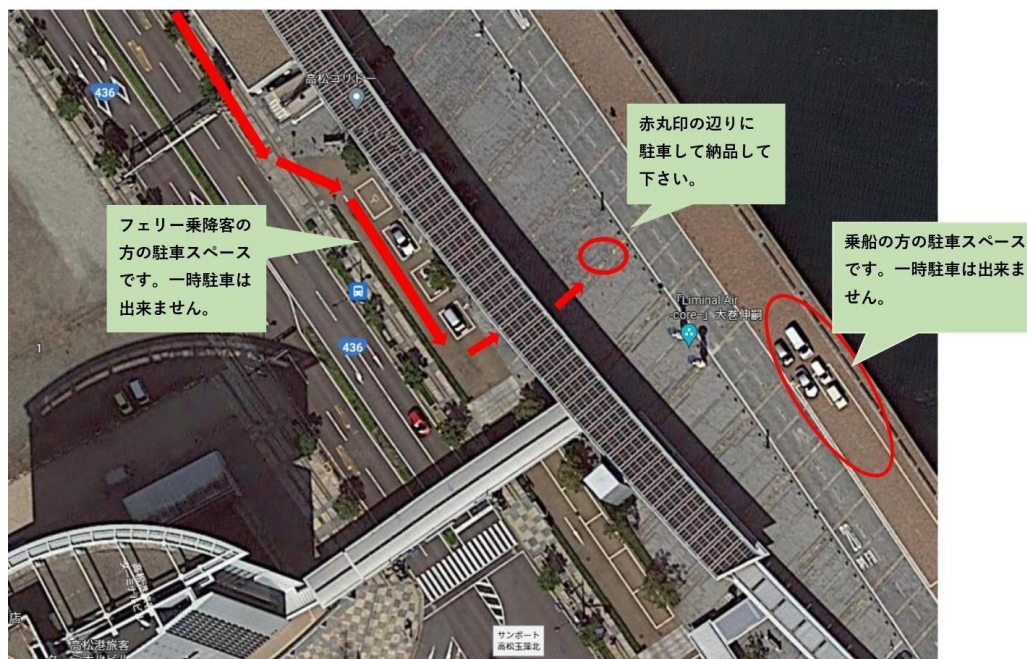 436
高松コリドー
赤丸印の辺りに
駐車して納品して
下さい。
フェリー乗降客の
方の駐車スペース
です。一時駐車は
出来ません。
乗船の方の駐車スペース
です。一時駐車は出来ま
せん。
「Liminal Air
-core-」大巻伸嗣
436
1
店
高松港旅客
サンポート
高松玉藻北